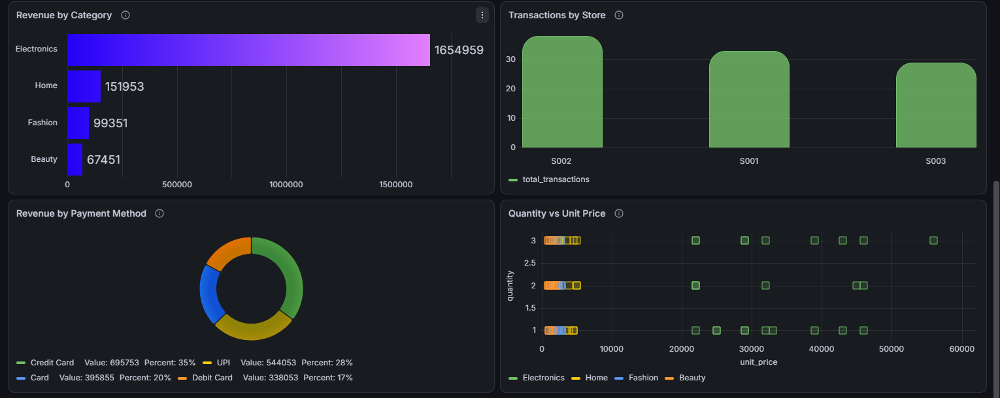 Revenue by Category
Electronics 1654959
Home 151953
Fashion 99351
Beauty 67451
0 500000 1000000 1500000
Transactions by Store
30
20
10
0
S002 S001 S003
total_transactions
Revenue by Payment Method
Credit Card Value: 695753 Percent: 35% UPI Value: 544053 Percent: 28%
Card Value: 395855 Percent: 20% Debit Card Value: 338053 Percent: 17%
Quantity vs Unit Price
3
2.5
2
1.5
1
quantity
0 10000 20000 30000 40000 50000 60000
unit_price
Electronics Home Fashion Beauty